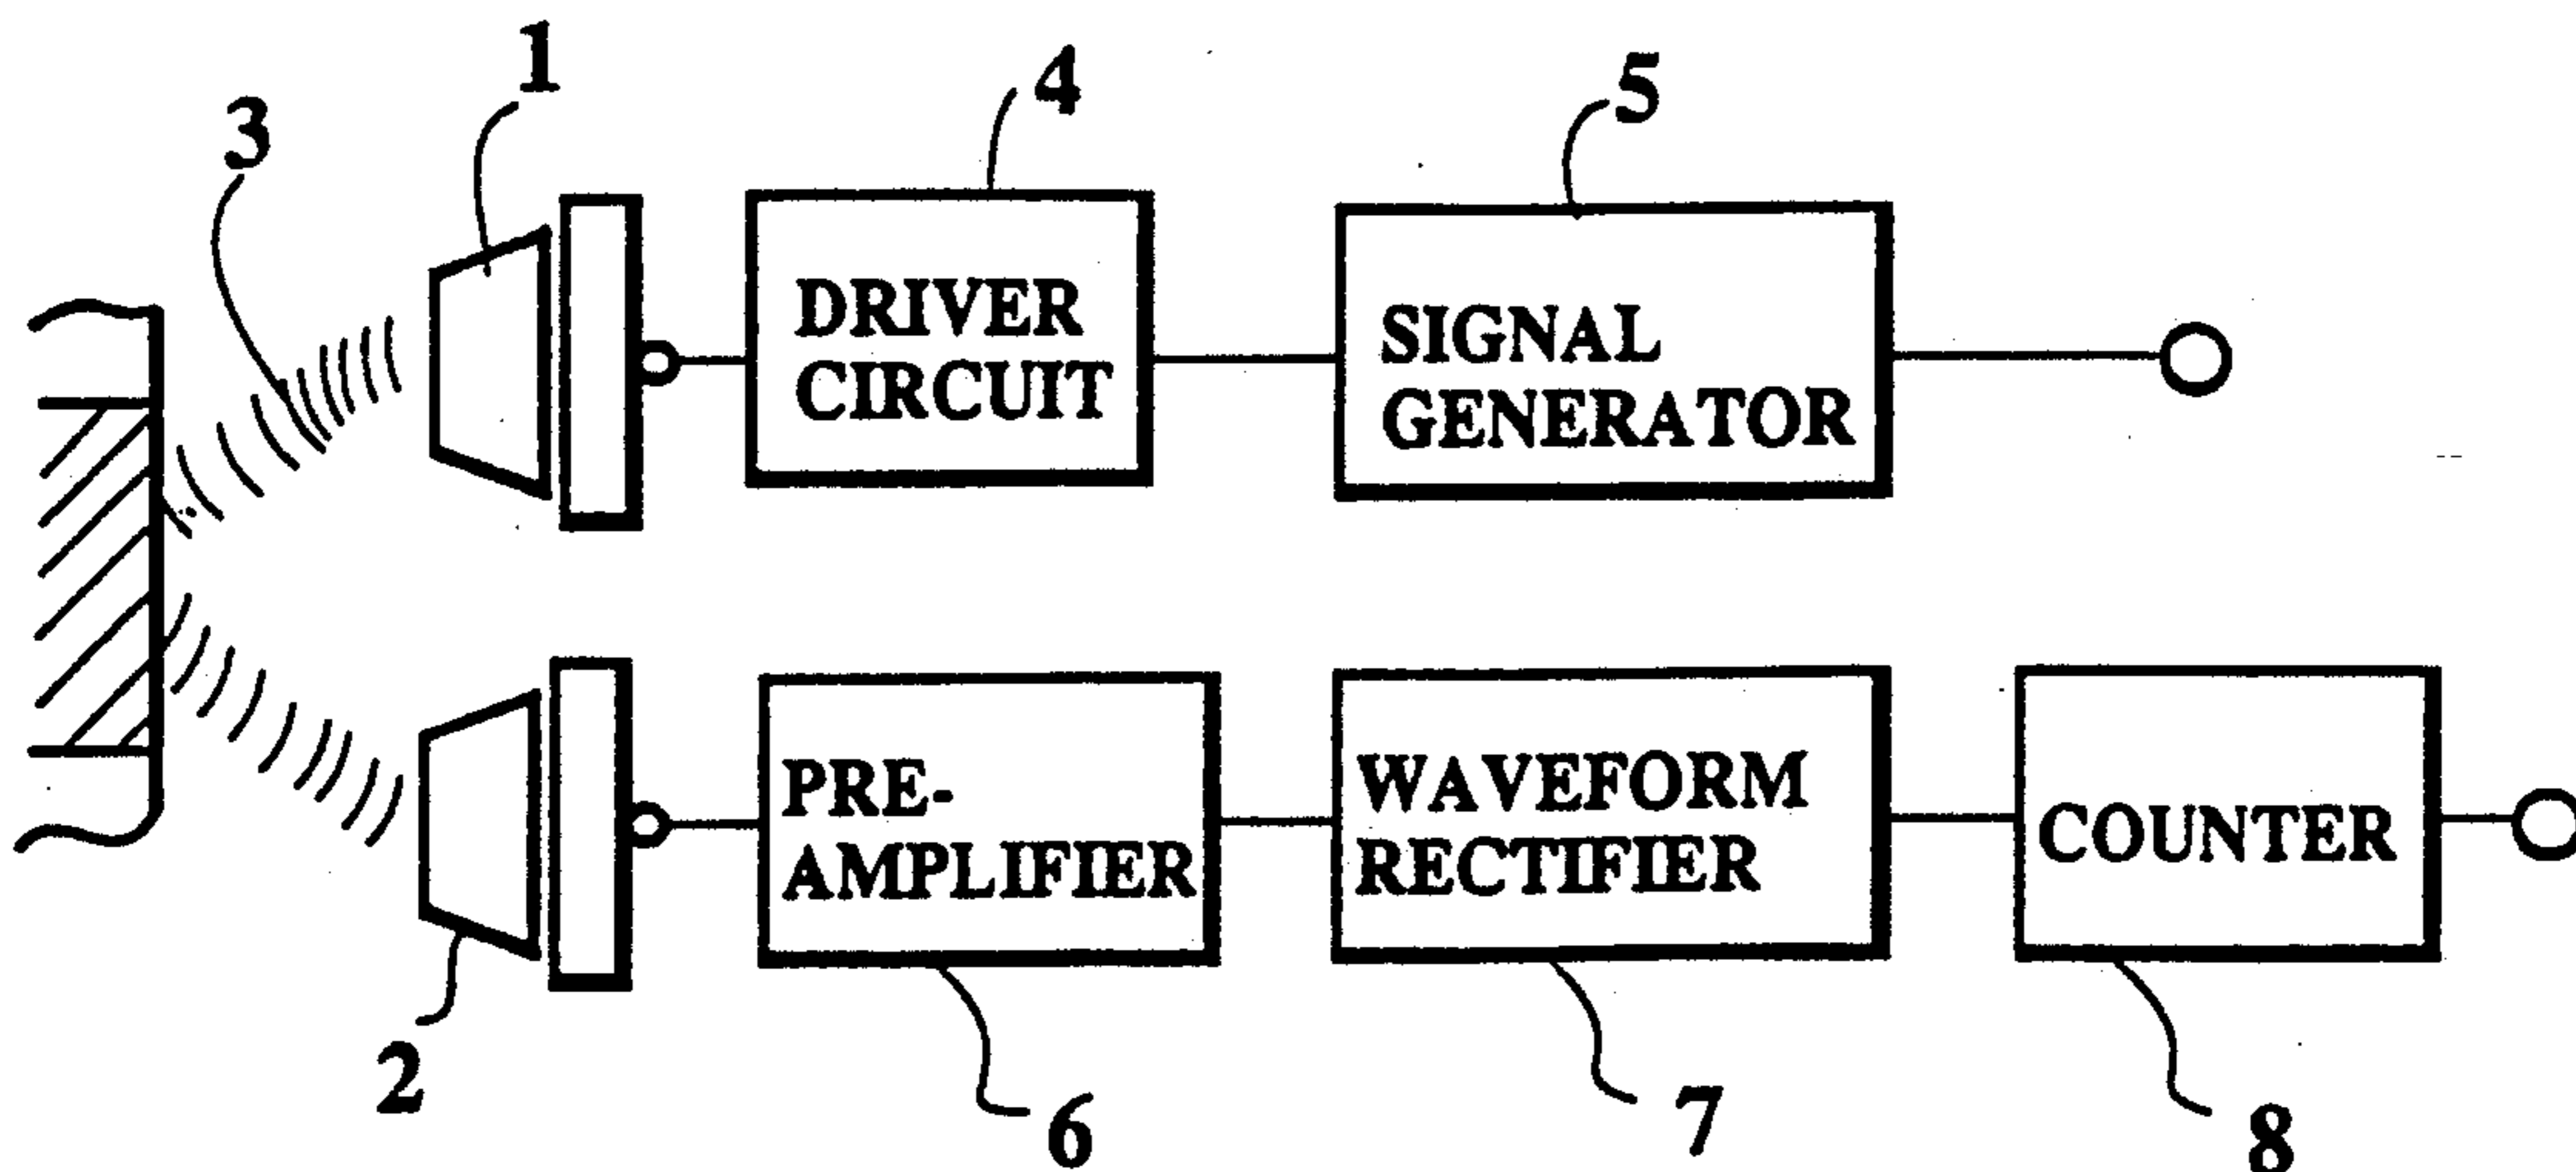 1
3
4
5
DRIVER
CIRCUIT
SIGNAL
GENERATOR
PRE-
AMPLIFIER
WAVEFORM
RECTIFIER
COUNTER
2
6
7
8